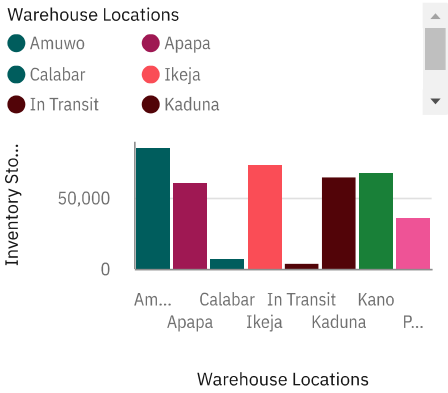 Warehouse Locations
Amuwo Apapa
Calabar Ikeja
In Transit Kaduna
Inventory Sto...
50,000
0
Am... Calabar In Transit Kano
Apapa Ikeja Kaduna P...
Warehouse Locations